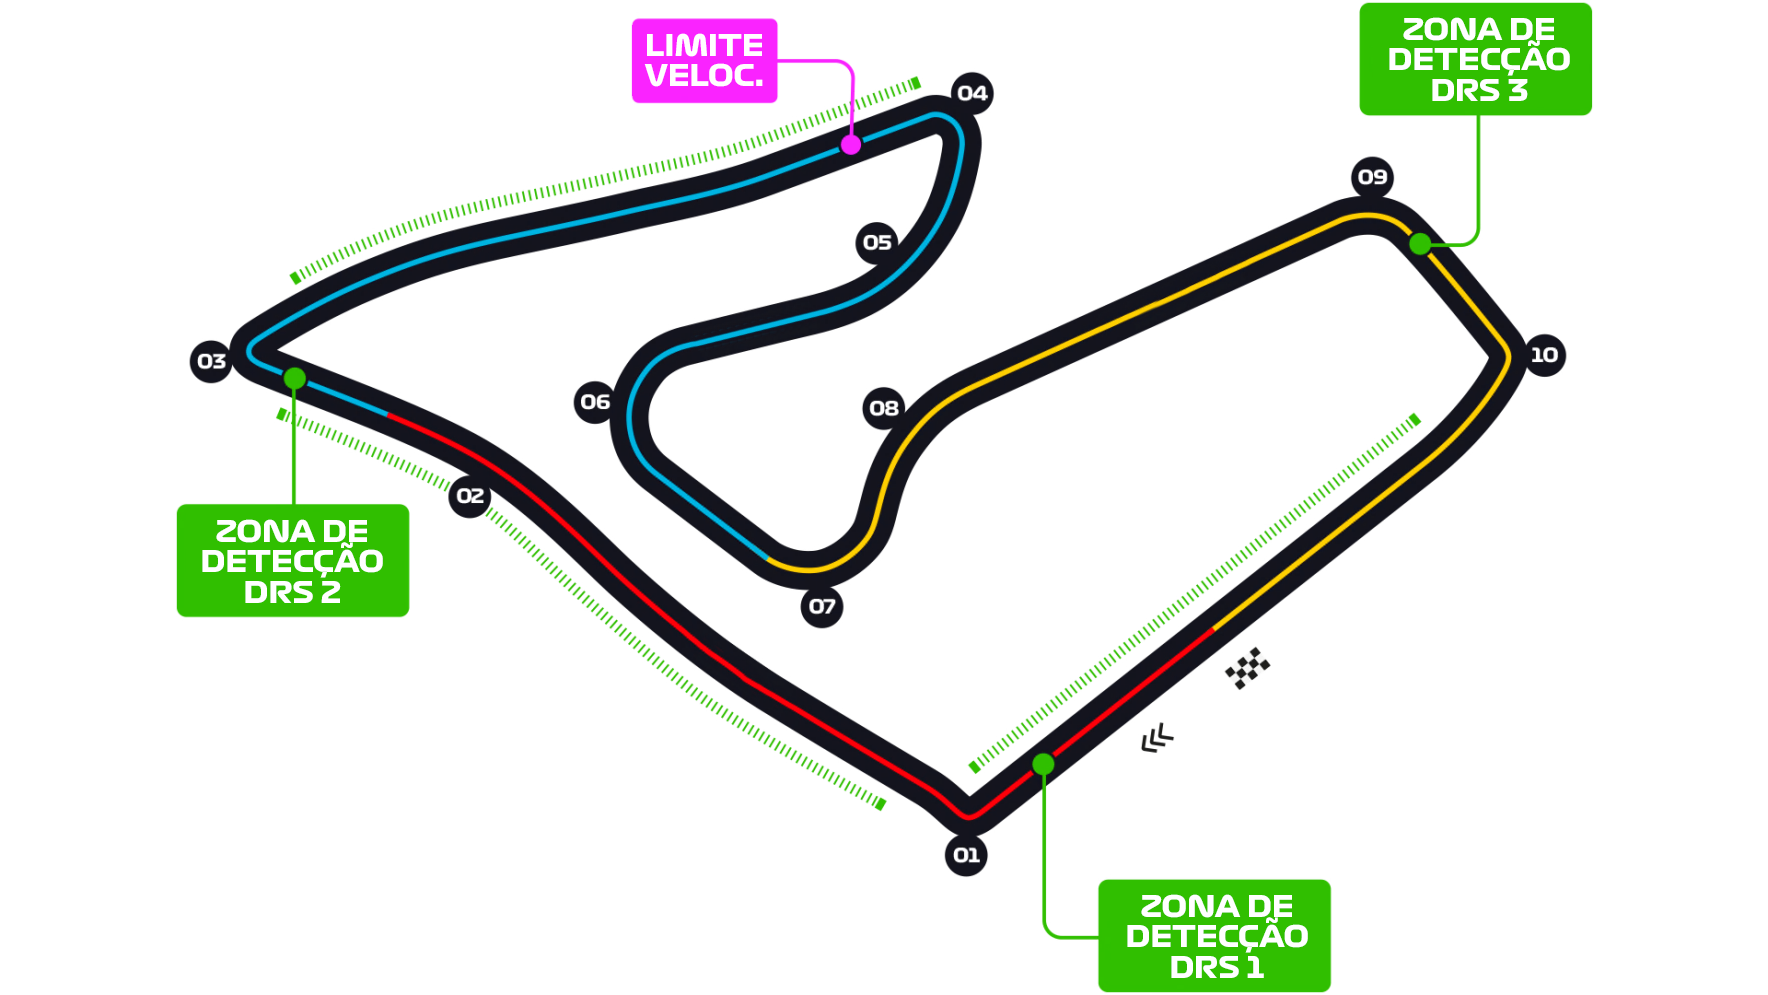 LIMITE
VELOC.
ZONA DE
DETECÇÃO
DRS 3
04
09
05
03
10
06
08
02
ZONA DE
DETECÇÃO
DRS 2
07
01
ZONA DE
DETECÇÃO
DRS 1